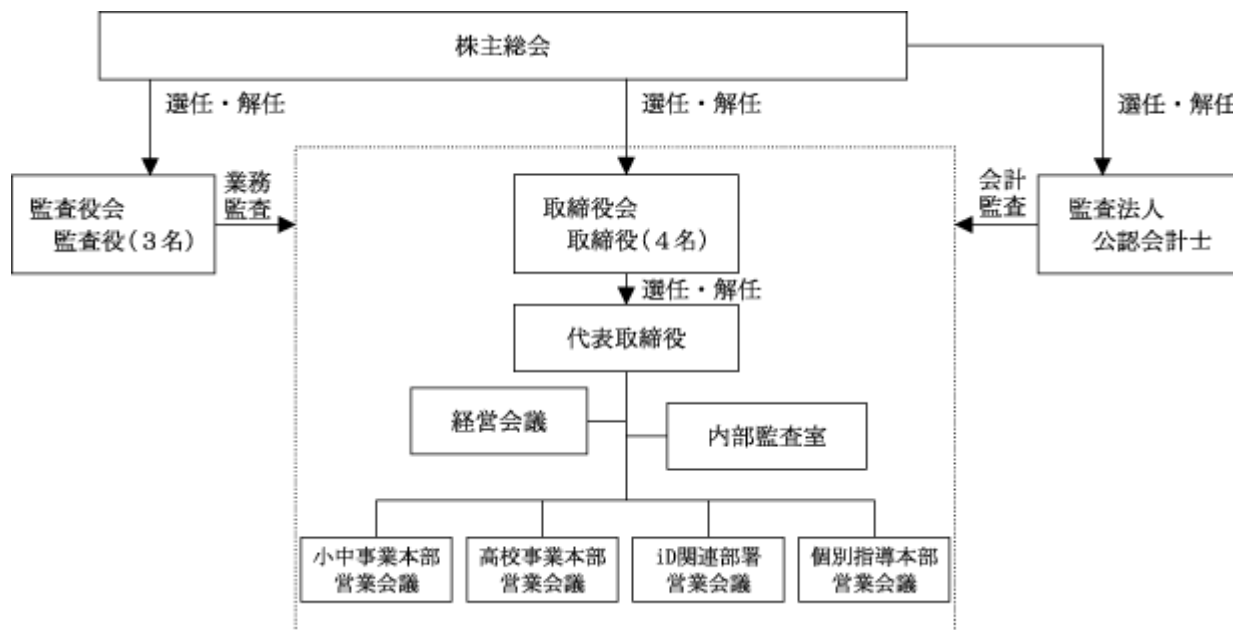 株主総会
選任・解任
選任・解任
選任・解任
業務
監査
会計
監査
監査役会
監査役(3名)
取締役会
取締役(4名)
監査法人
公認会計士
選任・解任
代表取締役
経営会議
内部監査室
小中事業本部
営業会議
高校事業本部
営業会議
iD関連部署
営業会議
個別指導本部
営業会議